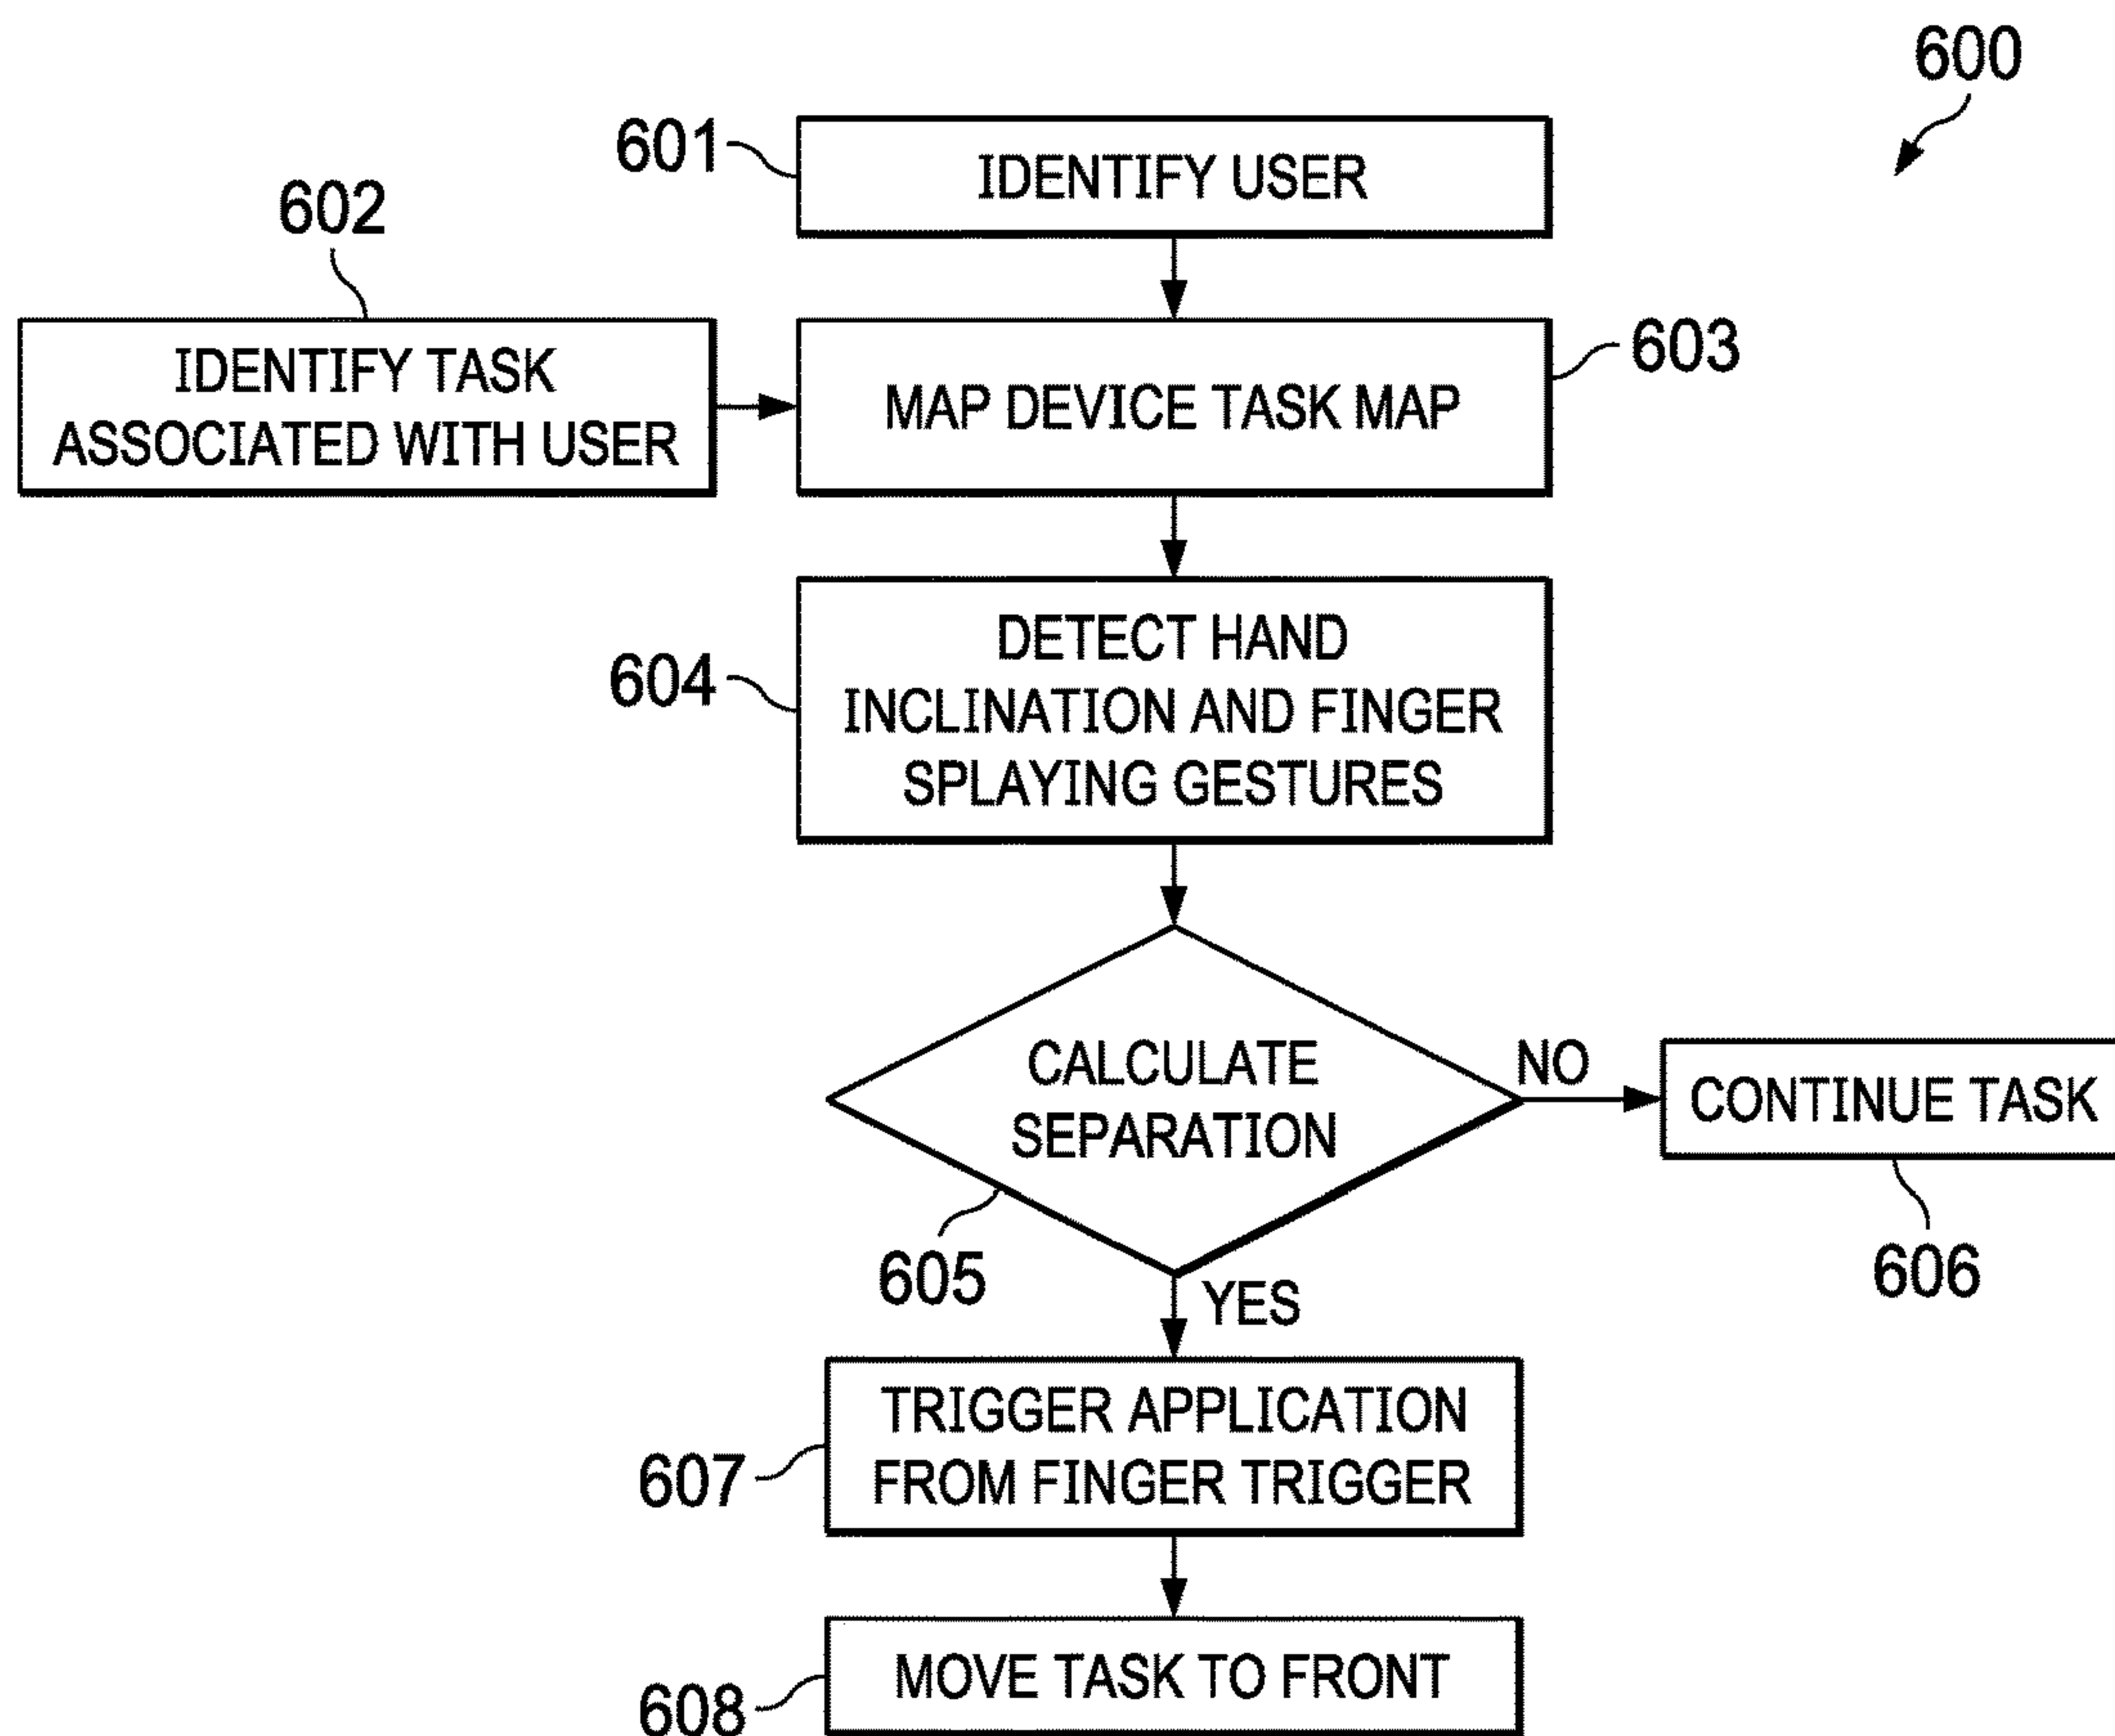 600
601
IDENTIFY USER
602
IDENTIFY TASK
ASSOCIATED WITH USER
MAP DEVICE TASK MAP
603
604
DETECT HAND
INCLINATION AND FINGER
SPLAYING GESTURES
CALCULATE
SEPARATION
NO
CONTINUE TASK
605
606
YES
607
TRIGGER APPLICATION
FROM FINGER TRIGGER
608
MOVE TASK TO FRONT